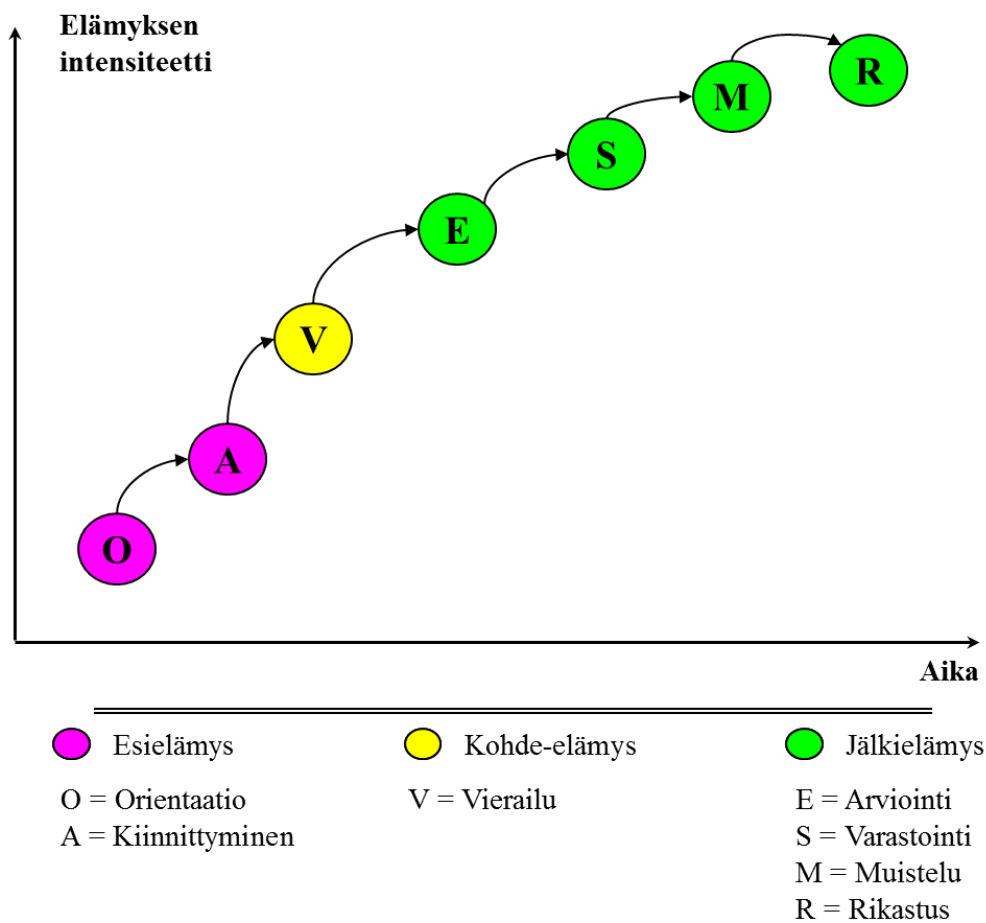 Elämyksen
intensiteetti
R
M
S
E
V
A
O
Aika
Esielämys
O = Orientaatio
A = Kiinnittyminen
Kohde-elämys
V = Vierailu
Jälkielämys
E = Arviointi
S = Varastointi
M = Muistelu
R = Rikastus